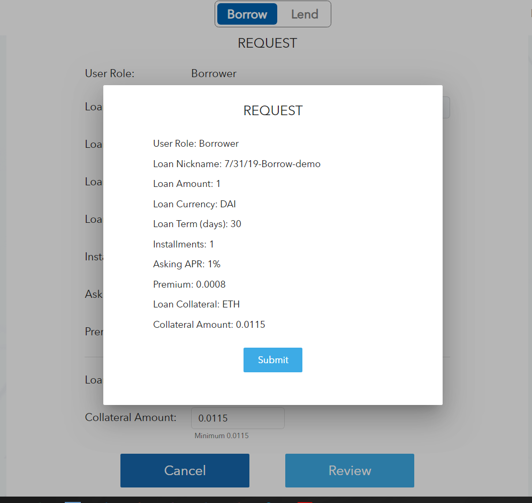 Borrow Lend
REQUEST
User Role: Borrower
Loa
Loa
Loa
Loa
Insta
Ask
Prer
Loa
REQUEST
User Role: Borrower
Loan Nickname: 7/31/19-Borrow-demo
Loan Amount: 1
Loan Currency: DAI
Loan Term (days): 30
Installments: 1
Asking APR: 1%
Premium: 0.0008
Loan Collateral: ETH
Collateral Amount: 0.0115
Submit
Collateral Amount: 0.0115
Minimum 0.0115
Cancel Review